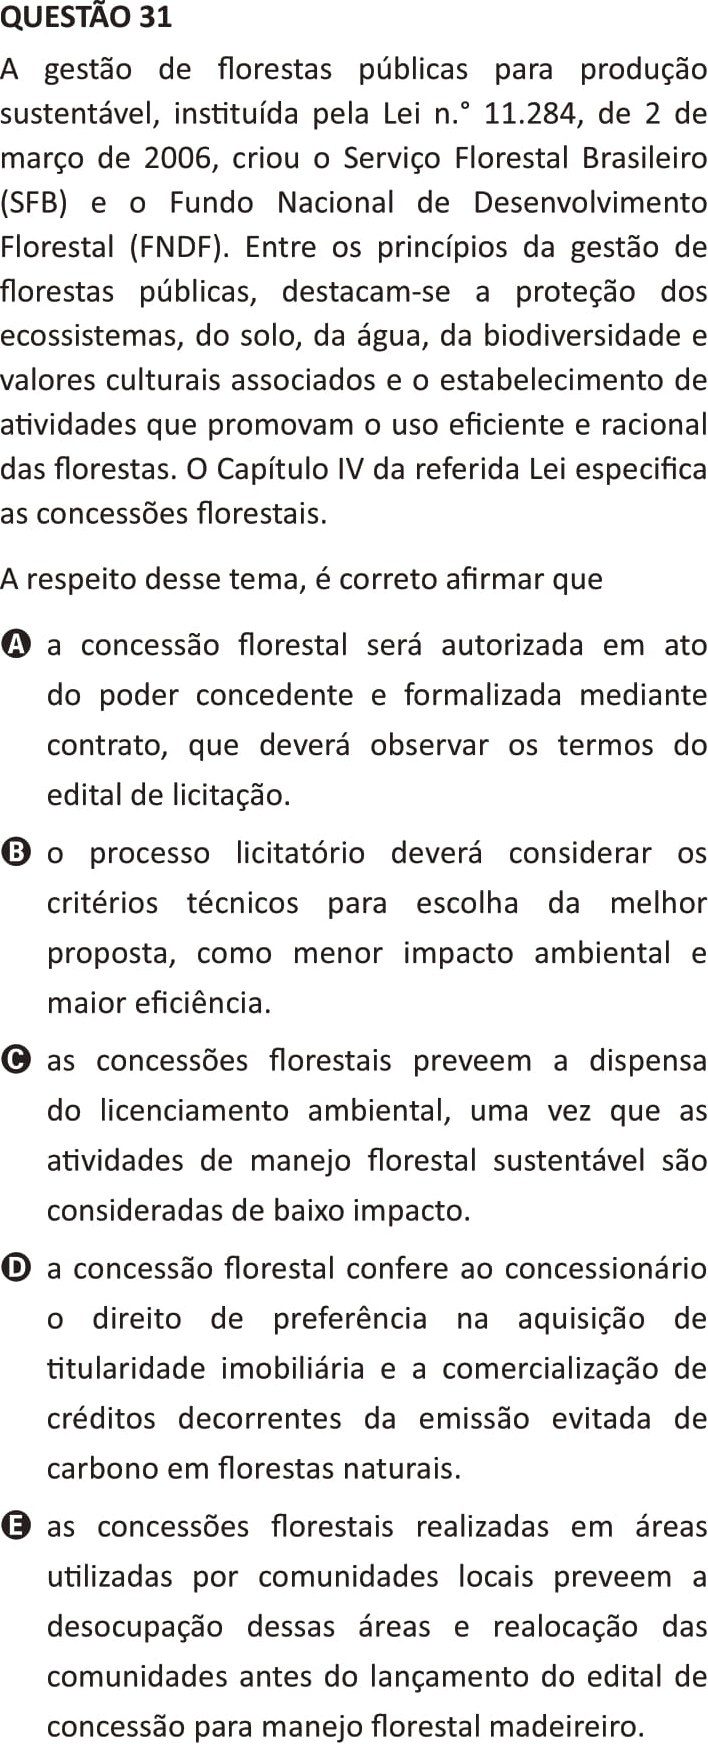 QUESTÃO 31
A gestão de florestas públicas para produção
sustentável, instituída pela Lei n.° 11.284, de 2 de
março de 2006, criou o Serviço Florestal Brasileiro
(SFB) e o Fundo Nacional de Desenvolvimento
Florestal (FNDF). Entre os princípios da gestão de
florestas públicas, destacam-se a proteção dos
ecossistemas, do solo, da água, da biodiversidade e
valores culturais associados e o estabelecimento de
atividades que promovam o uso eficiente e racional
das florestas. O Capítulo IV da referida Lei especifica
as concessões florestais.
A respeito desse tema, é correto afirmar que
A a concessão florestal será autorizada em ato
do poder concedente e formalizada mediante
contrato, que deverá observar os termos do
edital de licitação.
B o processo licitatório deverá considerar os
critérios técnicos para escolha da melhor
proposta, como menor impacto ambiental e
maior eficiência.
C as concessões florestais preveem a dispensa
do licenciamento ambiental, uma vez que as
atividades de manejo florestal sustentável são
consideradas de baixo impacto.
D a concessão florestal confere ao concessionário
o direito de preferência na aquisição de
titularidade imobiliária e a comercialização de
créditos decorrentes da emissão evitada de
carbono em florestas naturais.
E as concessões florestais realizadas em áreas
utilizadas por comunidades locais preveem a
desocupação dessas áreas e realocação das
comunidades antes do lançamento do edital de
concessão para manejo florestal madeireiro.